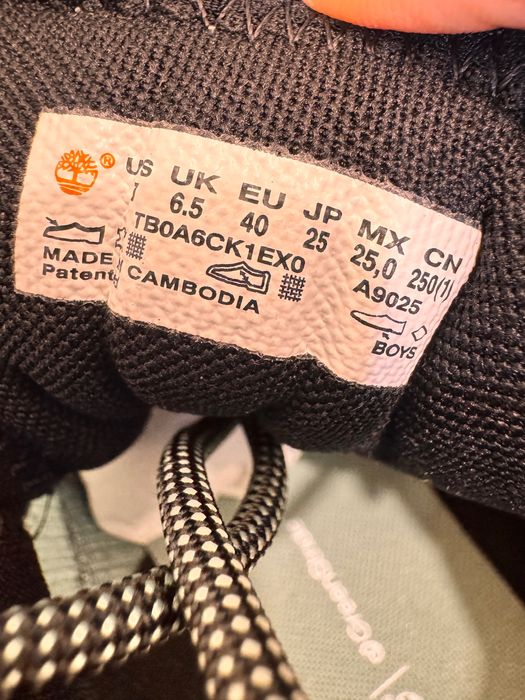 ®
US UK EU JP MX CN
6.5 40 25 25,0 250(1)
TB0A6CK1EX0 A9025
MADE
CAMBODIA BOYS